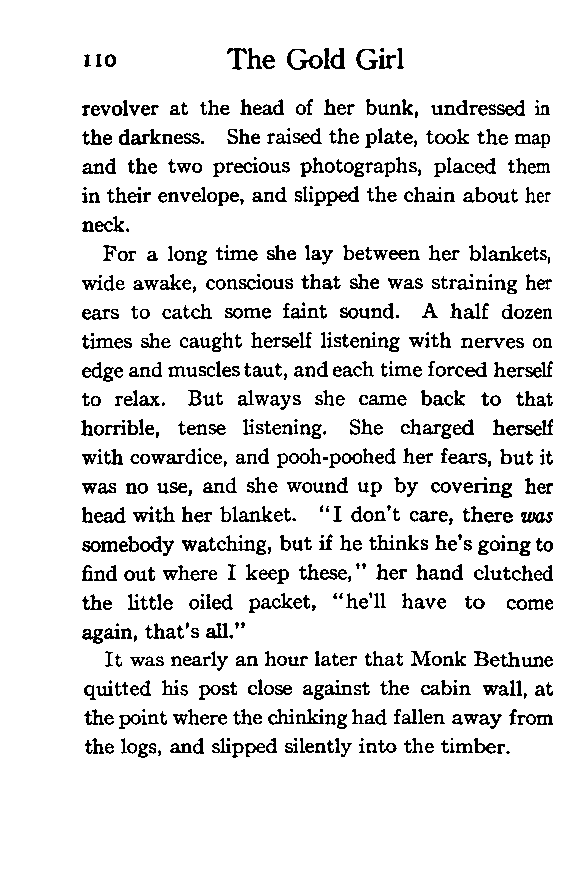 110 The Gold Girl
revolver at the head of her bunk, undressed in
the darkness. She raised the plate, took the map
and the two precious photographs, placed them
in their envelope, and slipped the chain about her
neck.
For a long time she lay between her blankets,
wide awake, conscious that she was straining her
ears to catch some faint sound. A half dozen
times she caught herself listening with nerves on
edge and muscles taut, and each time forced herself
to relax. But always she came back to that
horrible, tense listening. She charged herself
with cowardice, and pooh-poohed her fears, but it
was no use, and she wound up by covering her
head with her blanket. "I don't care, there was
somebody watching, but if he thinks he's going to
find out where I keep these," her hand clutched
the little oiled packet, "he'll have to come
again, that's all."
It was nearly an hour later that Monk Bethune
quitted his post close against the cabin wall, at
the point where the chinking had fallen away from
the logs, and slipped silently into the timber.